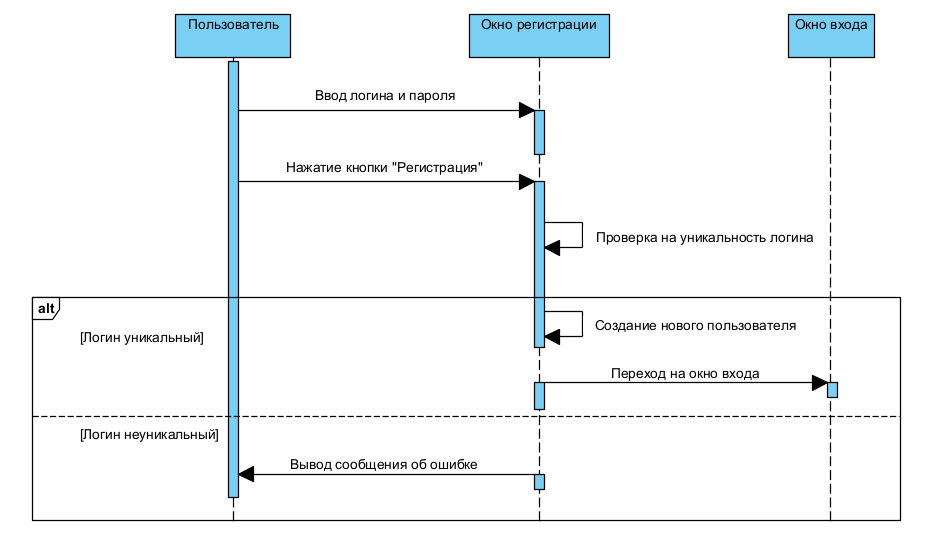 Пользователь
Окно регистрации
Окно входа
Ввод логина и пароля
Нажатие кнопки "Регистрация"
Проверка на уникальность логина
alt
[Логин уникальный]
Создание нового пользователя
Переход на окно входа
[Логин неуникальный]
Вывод сообщения об ошибке